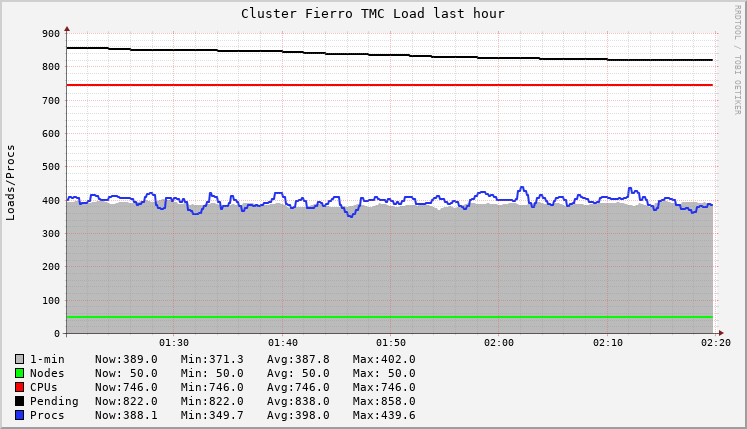 Cluster Fierro TMC Load last hour
RRDTOOL / TOBI OETIKER
Loads/Procs
900
800
700
600
500
400
300
200
100
0
01:30 01:40 01:50 02:00 02:10 02:20
1-min Now:389.0 Min:371.3 Avg:387.8 Max:402.0
Nodes Now: 50.0 Min: 50.0 Avg: 50.0 Max: 50.0
CPUs Now:746.0 Min:746.0 Avg:746.0 Max:746.0
Pending Now:822.0 Min:822.0 Avg:838.0 Max:858.0
Procs Now:388.1 Min:349.7 Avg:398.0 Max:439.6